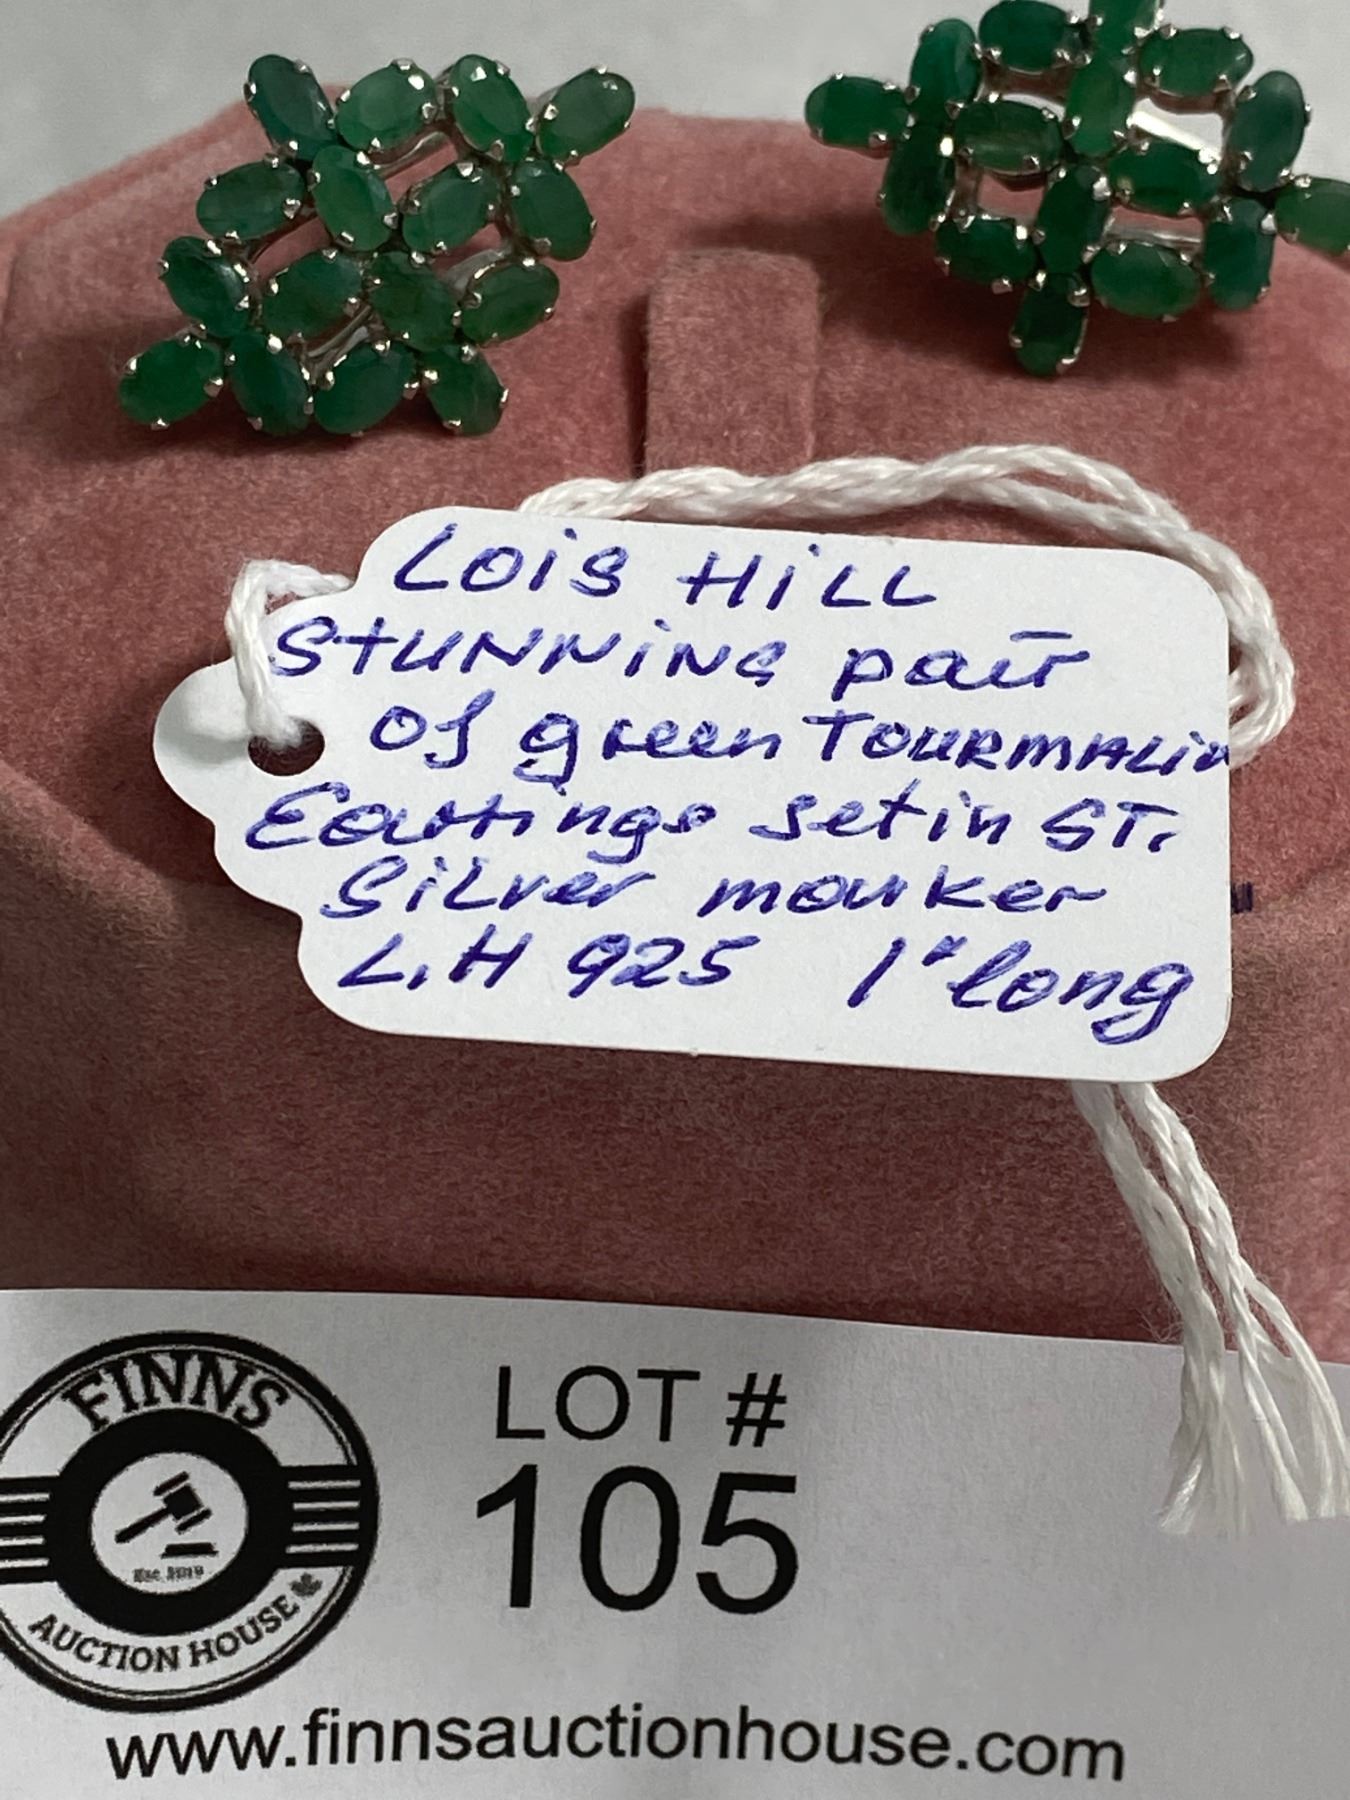 Lois Hill
Stunning pair
of green Tourmalin
Earrings set in ST.
Silver marker
L.H 925 1" long
FINNS
AUCTION HOUSE
LOT #
105
www.finnsauctionhouse.com